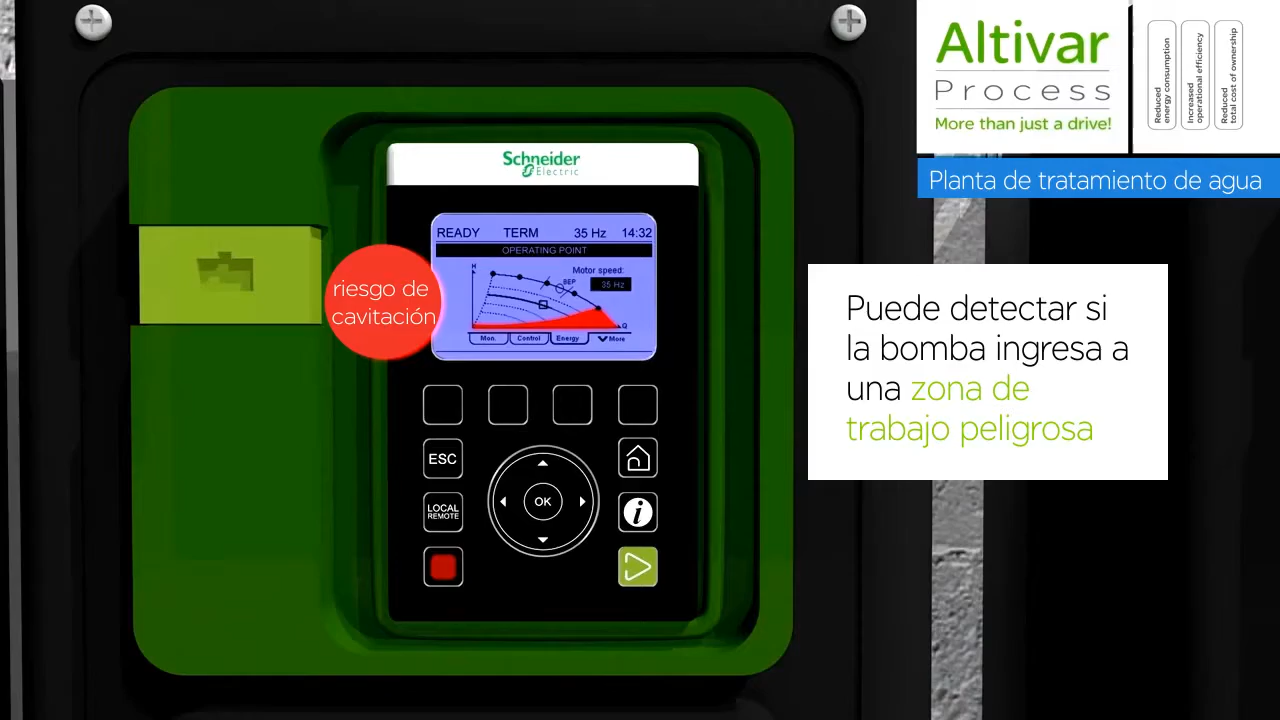 Altivar
Process
More than just a drive!
Reduced
energy consumption
Increased
operational efficiency
Reduced
total cost of ownership
Planta de tratamiento de agua
Schneider
Electric
READY TERM 35 Hz 14:32
OPERATING POINT
H
Motor speed:
BEP
35 Hz
Q
Mon. Control Energy More
riesgo de
cavitación
Puede detectar si
la bomba ingresa a
una zona de
trabajo peligrosa
ESC
OK
LOCAL
REMOTE
i